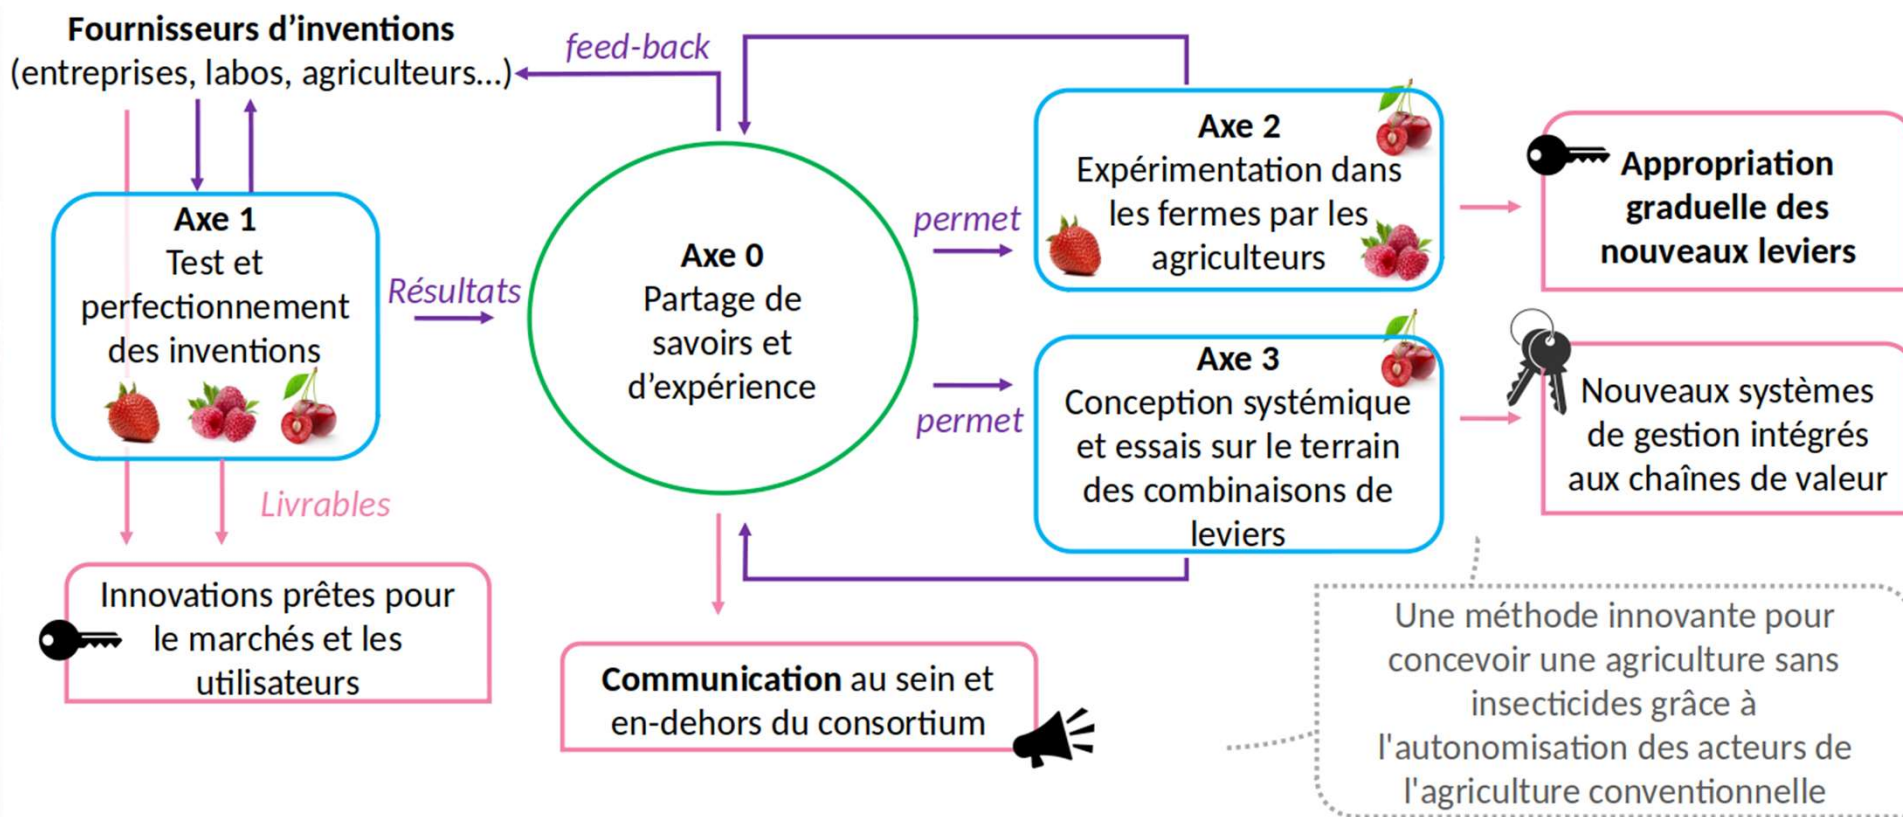 Fournisseurs d’inventions
(entreprises, labos, agriculteurs...)
feed-back
Axe 1
Test et
perfectionnement
des inventions
Résultats
Livrables
Innovations prêtes pour
le marchés et les
utilisateurs
Axe 0
Partage de
savoirs et
d’expérience
permet
permet
Communication au sein et
en-dehors du consortium
Axe 2
Expérimentation dans
les fermes par les
agriculteurs
Axe 3
Conception systémique
et essais sur le terrain
des combinaisons de
leviers
Appropriation
graduelle des
nouveaux leviers
Nouveaux systèmes
de gestion intégrés
aux chaînes de valeur
Une méthode innovante pour
concevoir une agriculture sans
insecticides grâce à
l'autonomisation des acteurs de
l'agriculture conventionnelle